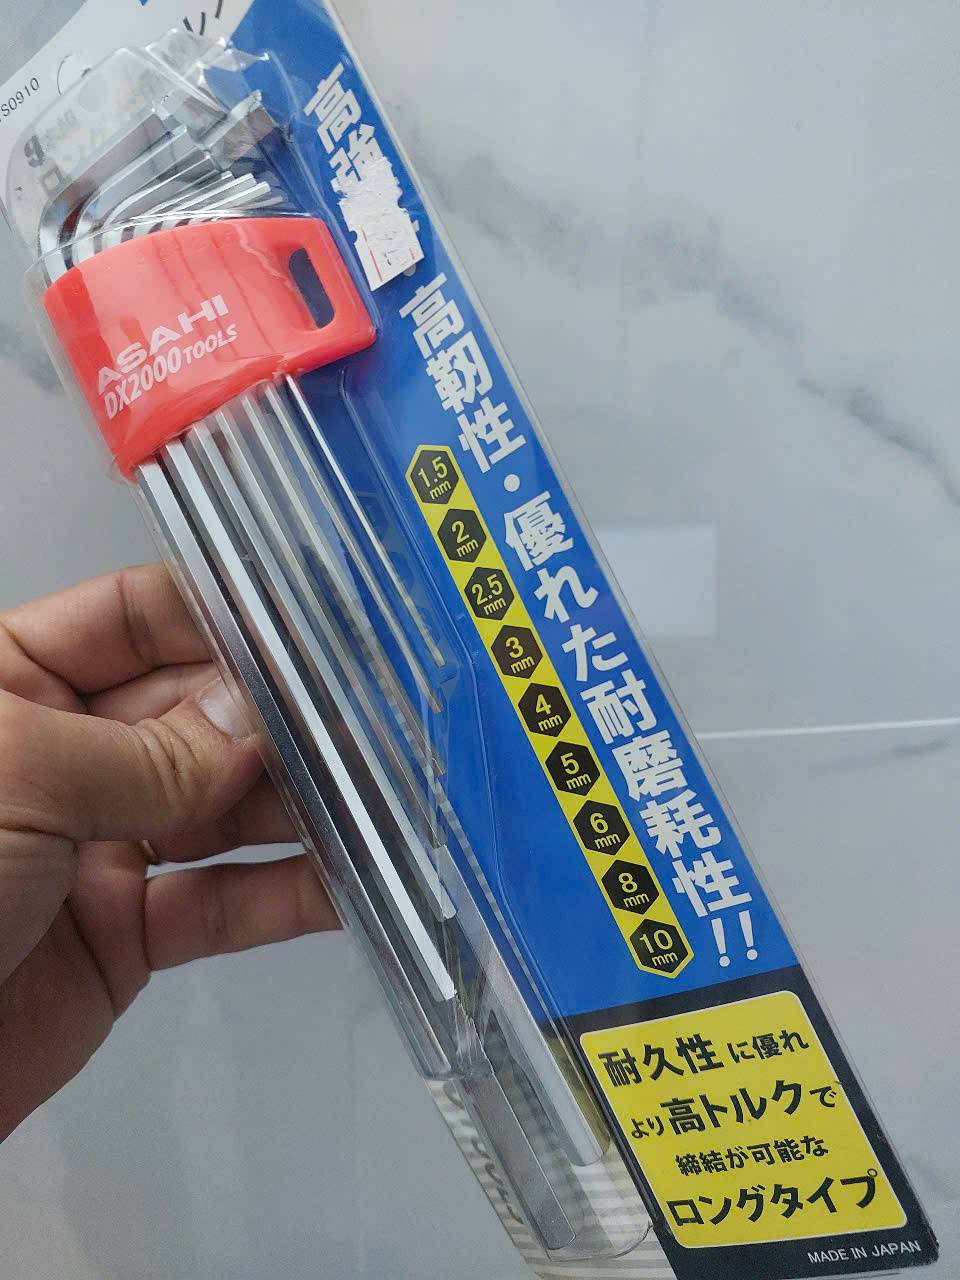 S0910
ASAHI
DX2000 TOOLS
高強
高靭性・優れた耐磨耗性!!
1.5
mm
2
mm
2.5
mm
3
mm
4
mm
5
mm
6
mm
8
mm
10
mm
耐久性に優れ
より高トルクで
締結が可能な
ロングタイプ
MADE IN JAPAN